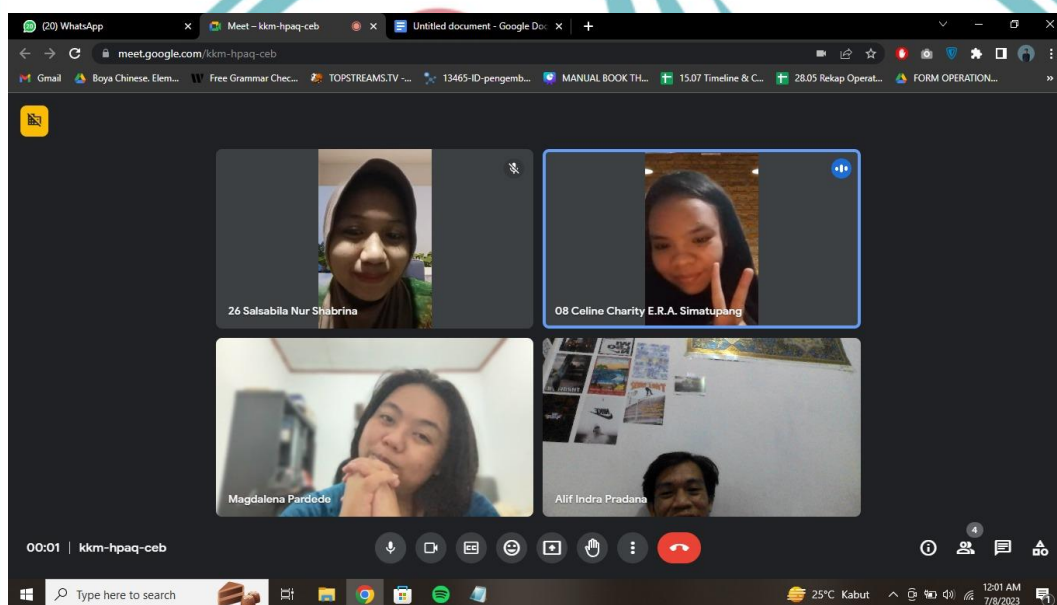 (20) WhatsApp
Meet – kkm-hpaq-ceb
Untitled document - Google Doc
meet.google.com/kkm-hpaq-ceb
Gmail
Boya Chinese. Elem...
Free Grammar Chec...
TOPSTREAMS.TV -...
13465-ID-pengemb...
MANUAL BOOK TH...
15.07 Timeline & C...
28.05 Rekap Operat...
FORM OPERATION...
»
26 Salsabila Nur Shabrina
08 Celine Charity E.R.A. Simatupang
Magdalena Pardede
Alif Indra Pradana
00:01 | kkm-hpaq-ceb
4
Type here to search
25°C Kabut
12:01 AM
7/8/2023